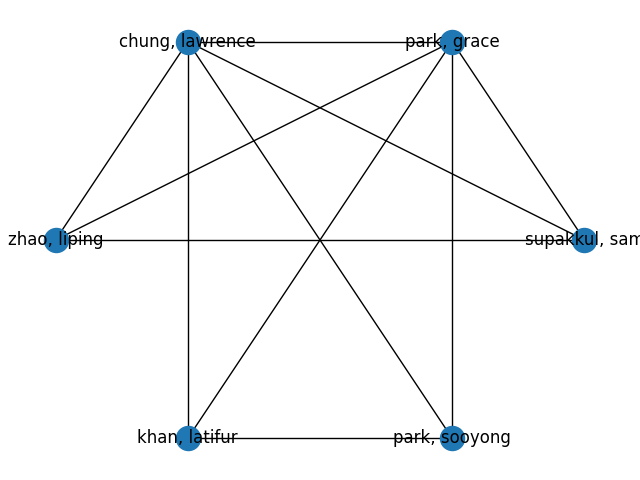 chung, lawrence
park, grace
zhao, liping
supakkul, sam
khan, latifur
park, sooyong